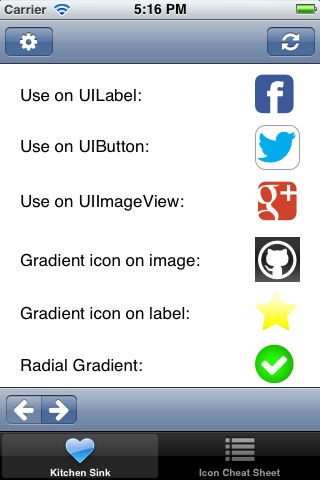 Carrier 5:16 PM
Use on UILabel:
Use on UIButton:
Use on UIImageView:
g+
Gradient icon on image:
Gradient icon on label:
Radial Gradient:
Kitchen Sink Icon Cheat Sheet